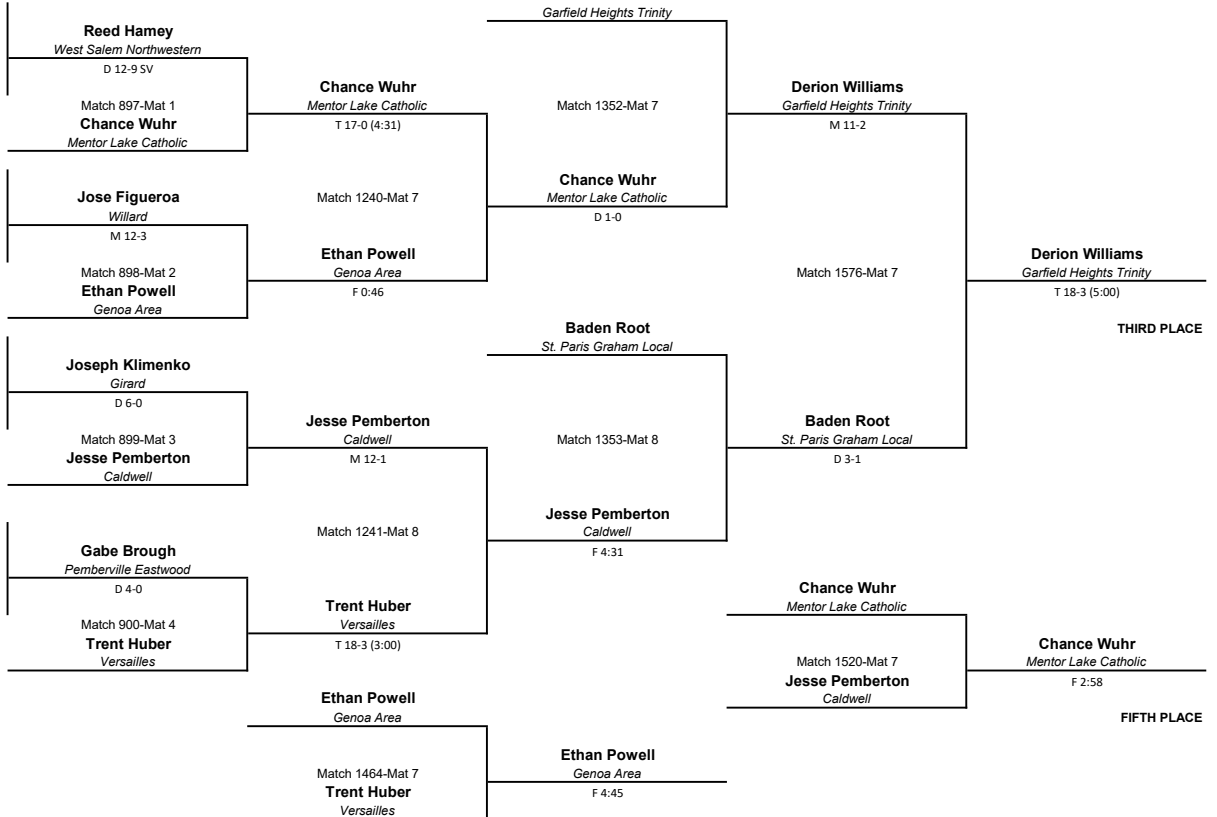 Reed Hamey
West Salem Northwestern
D 12-9 SV
Match 897-Mat 1
Chance Wuhr
Mentor Lake Catholic
Jose Figueroa
Willard
M 12-3
Match 898-Mat 2
Ethan Powell
Genoa Area
Joseph Klimenko
Girard
D 6-0
Match 899-Mat 3
Jesse Pemberton
Caldwell
Gabe Brough
Pemberville Eastwood
D 4-0
Match 900-Mat 4
Trent Huber
Versailles
Chance Wuhr
Mentor Lake Catholic
T 17-0 (4:31)
Match 1240-Mat 7
Ethan Powell
Genoa Area
F 0:46
Jesse Pemberton
Caldwell
M 12-1
Match 1241-Mat 8
Trent Huber
Versailles
T 18-3 (3:00)
Ethan Powell
Genoa Area
Match 1464-Mat 7
Trent Huber
Versailles
Garfield Heights Trinity
Match 1352-Mat 7
Chance Wuhr
Mentor Lake Catholic
D 1-0
Baden Root
St. Paris Graham Local
Match 1353-Mat 8
Jesse Pemberton
Caldwell
F 4:31
Ethan Powell
Genoa Area
F 4:45
Derion Williams
Garfield Heights Trinity
M 11-2
Match 1576-Mat 7
Baden Root
St. Paris Graham Local
D 3-1
Chance Wuhr
Mentor Lake Catholic
Match 1520-Mat 7
Jesse Pemberton
Caldwell
Derion Williams
Garfield Heights Trinity
T 18-3 (5:00)
THIRD PLACE
Chance Wuhr
Mentor Lake Catholic
F 2:58
FIFTH PLACE